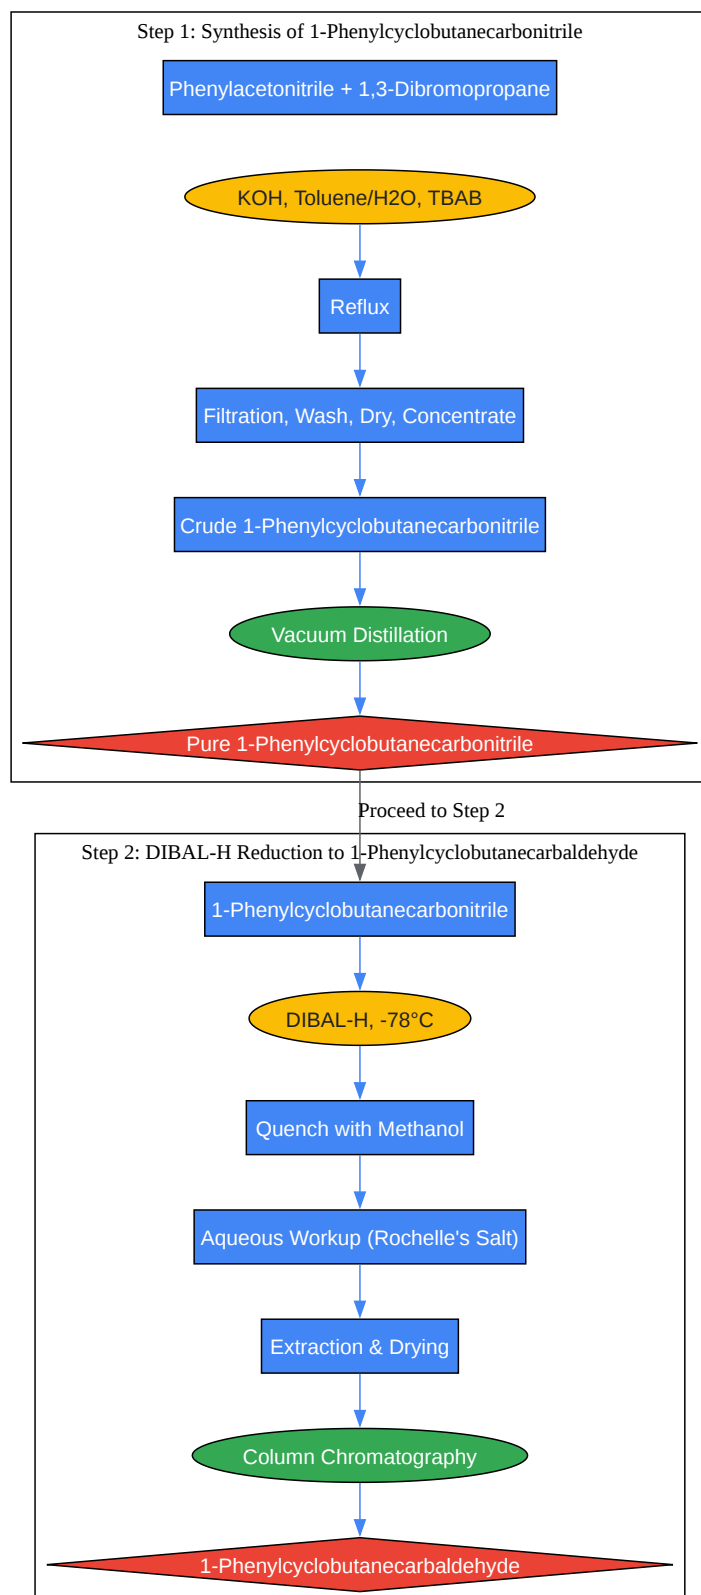 Step 1: Synthesis of 1-Phenylcyclobutanecarbonitrile
Phenylacetonitrile + 1,3-Dibromopropane
KOH, Toluene/H2O, TBAB
Reflux
Filtration, Wash, Dry, Concentrate
Crude 1-Phenylcyclobutanecarbonitrile
Vacuum Distillation
Pure 1-Phenylcyclobutanecarbonitrile
Proceed to Step 2
Step 2: DIBAL-H Reduction to 1-Phenylcyclobutanecarbaldehyde
1-Phenylcyclobutanecarbonitrile
DIBAL-H, -78°C
Quench with Methanol
Aqueous Workup (Rochelle's Salt)
Extraction & Drying
Column Chromatography
1-Phenylcyclobutanecarbaldehyde